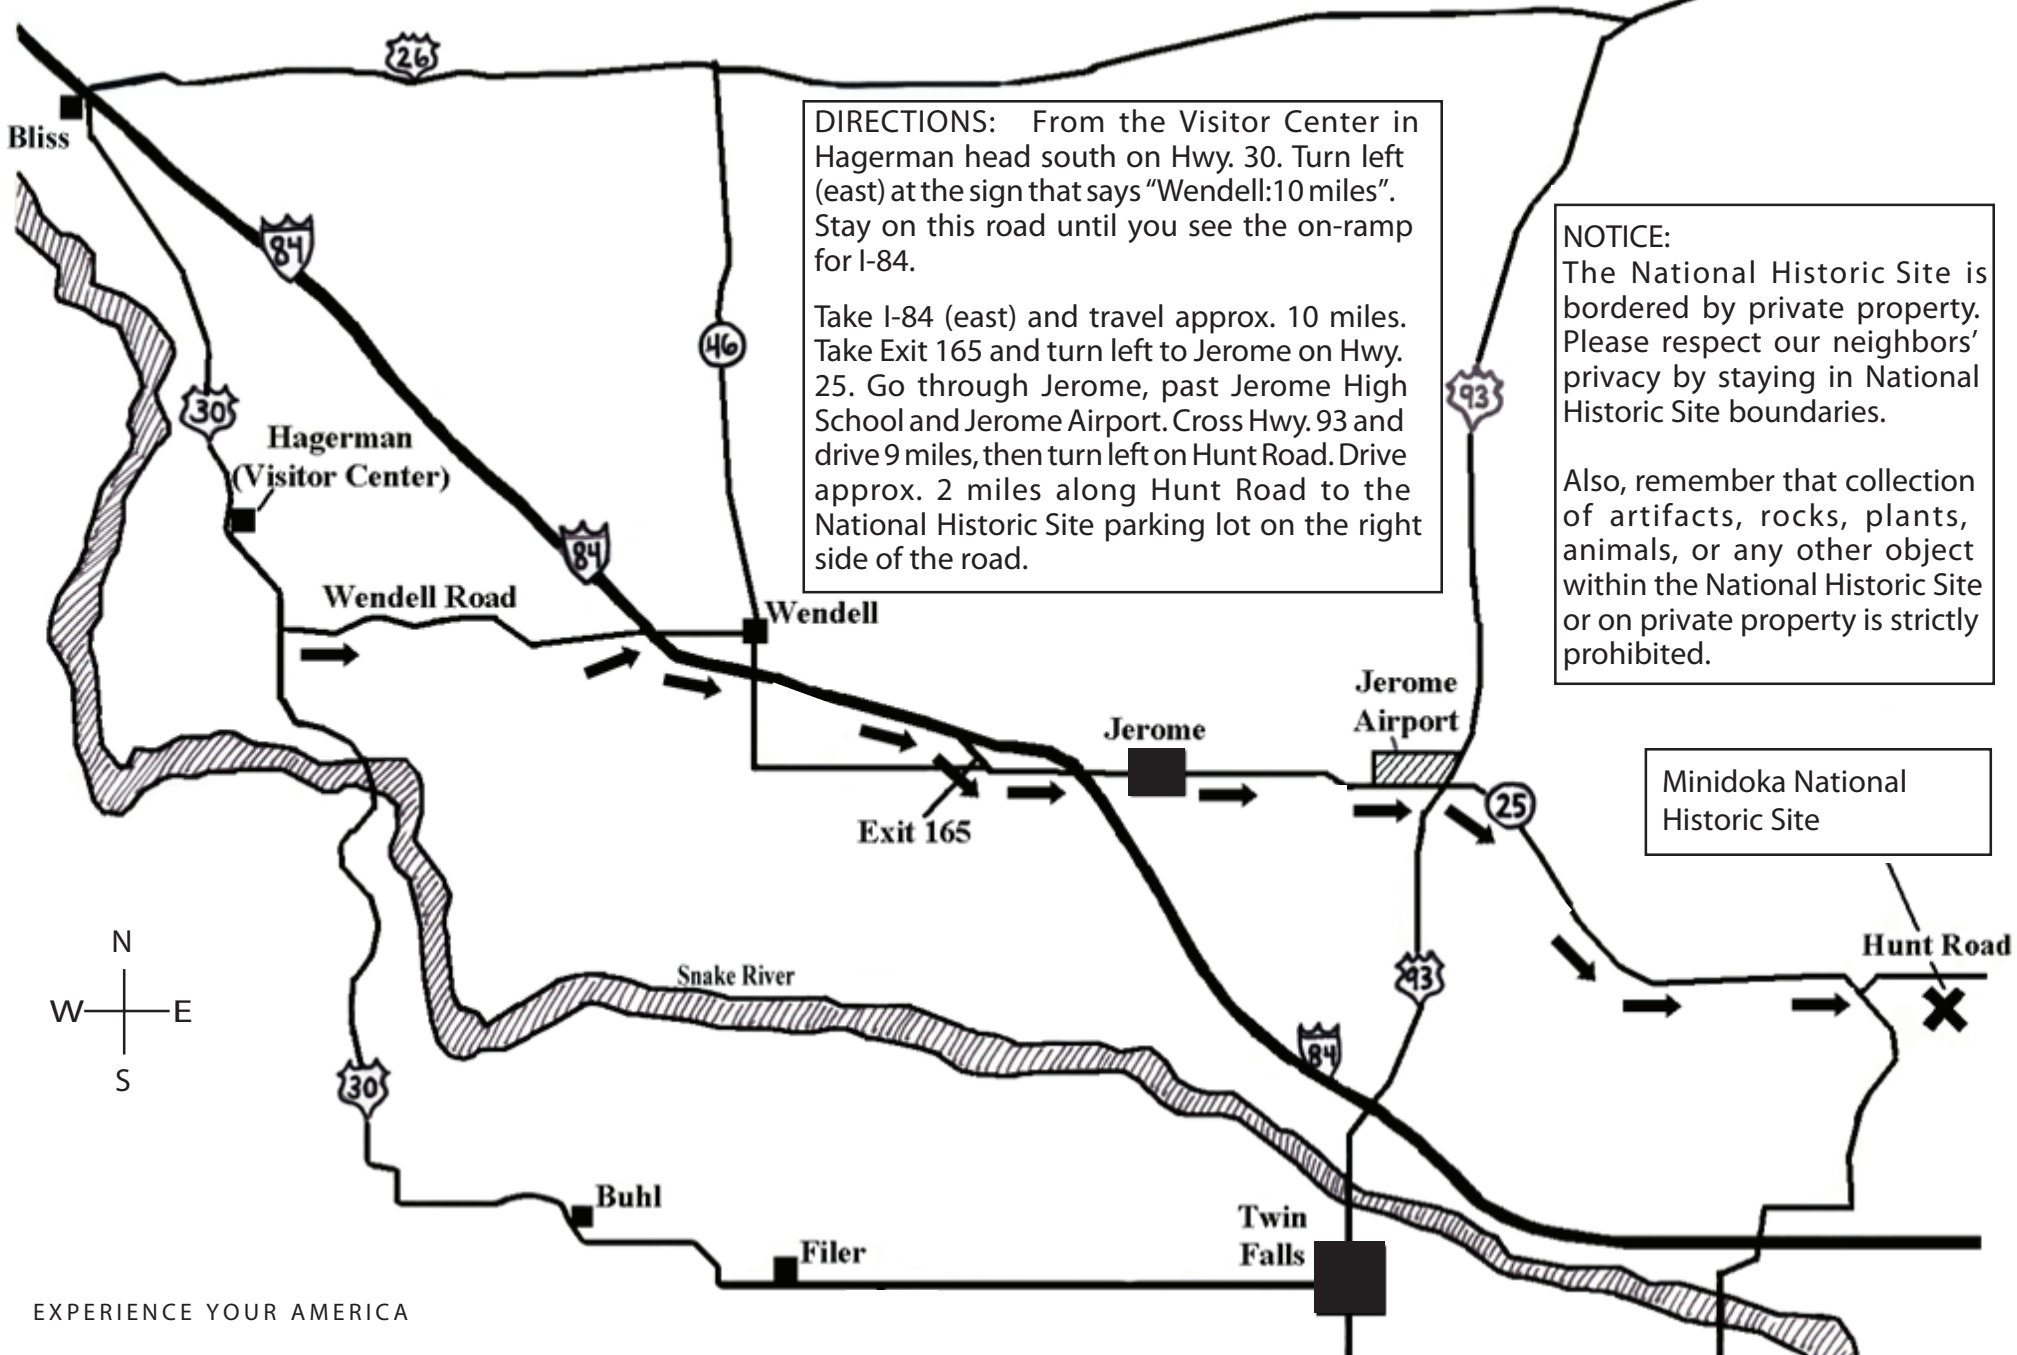 26
Bliss
DIRECTIONS: From the Visitor Center in
Hagerman head south on Hwy. 30. Turn left
(east) at the sign that says “Wendell:10 miles”.
Stay on this road until you see the on-ramp
for I-84.
Take I-84 (east) and travel approx. 10 miles.
Take Exit 165 and turn left to Jerome on Hwy.
25. Go through Jerome, past Jerome High
School and Jerome Airport. Cross Hwy. 93 and
drive 9 miles, then turn left on Hunt Road. Drive
approx. 2 miles along Hunt Road to the
National Historic Site parking lot on the right
side of the road.
NOTICE:
The National Historic Site is
bordered by private property.
Please respect our neighbors’
privacy by staying in National
Historic Site boundaries.
Also, remember that collection
of artifacts, rocks, plants,
animals, or any other object
within the National Historic Site
or on private property is strictly
prohibited.
84
46
93
30
Hagerman
(Visitor Center)
84
Wendell Road
Wendell
Jerome
Airport
Jerome
Exit 165
25
Minidoka National
Historic Site
Hunt Road
N
W E
S
Snake River
93
84
30
Buhl
Filer
Twin
Falls
EXPERIENCE YOUR AMERICA